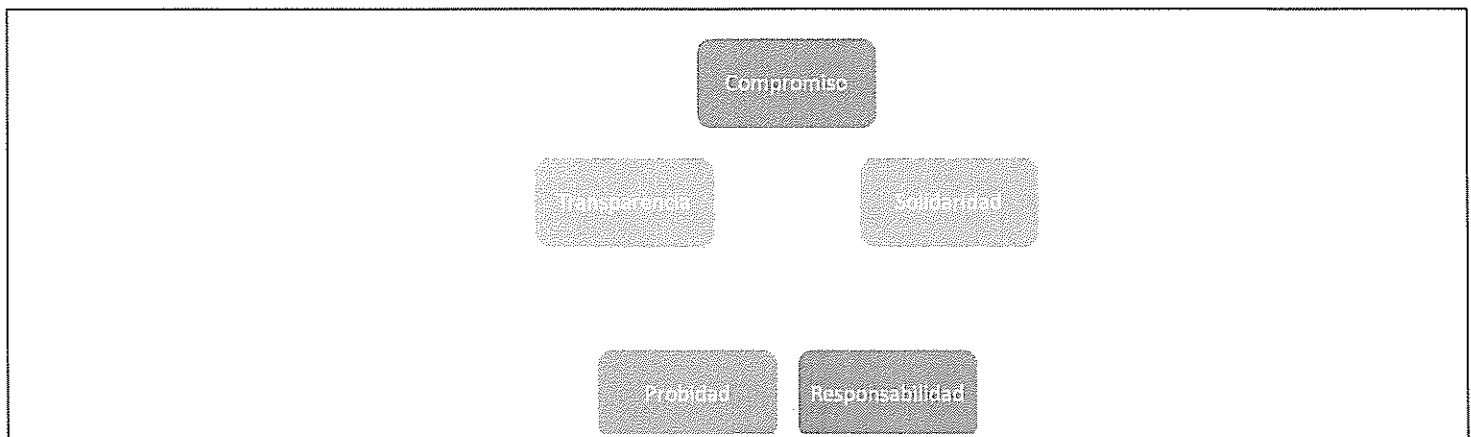 Compromiso
Transparencia
Solidaridad
Probidad
Responsabilidad